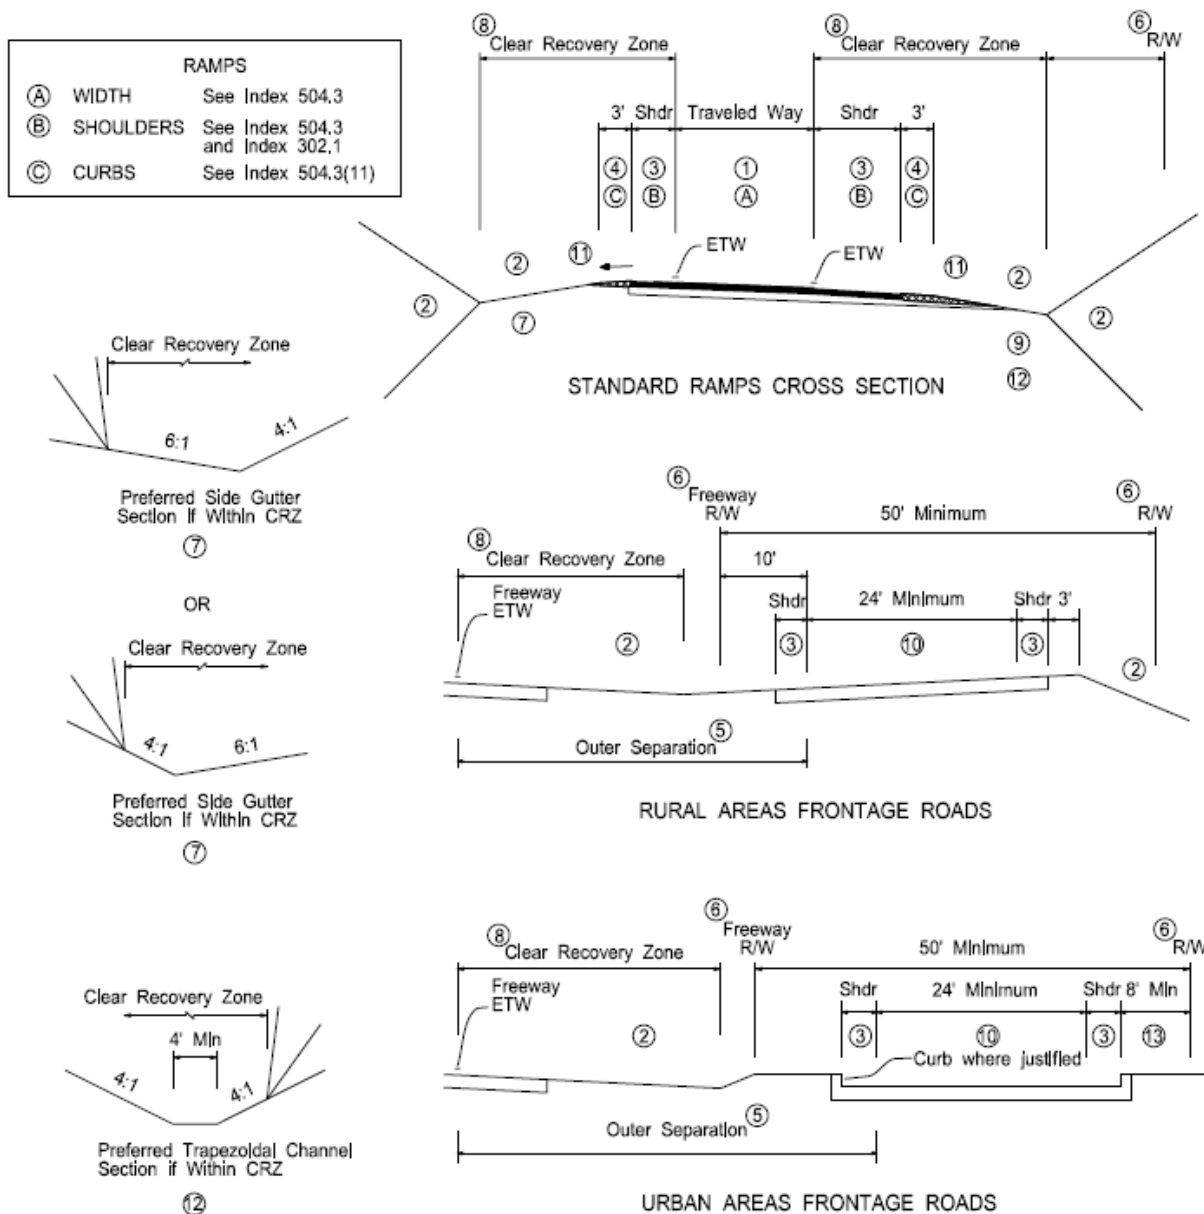 RAMPS
A WIDTH See Index 504.3
B SHOULDERS See Index 504.3
and Index 302.1
C CURBS See Index 504.3(11)
8 Clear Recovery Zone
8 Clear Recovery Zone
6 R/W
3' Shdr Traveled Way Shdr 3'
4 3 1 3 4
C B A B C
ETW
ETW
2 11 11 2
2 7 9 2
12
STANDARD RAMPS CROSS SECTION
Clear Recovery Zone
6:1 4:1
Preferred Side Gutter
Section if Within CRZ
7
OR
Clear Recovery Zone
4:1 6:1
Preferred Side Gutter
Section if Within CRZ
7
6 Freeway
R/W
50' Minimum
6 R/W
8 Clear Recovery Zone
10'
Freeway
ETW
Shdr 24' Minimum Shdr 3'
2 3 10 3 2
Outer Separation 5
RURAL AREAS FRONTAGE ROADS
Clear Recovery Zone
4' Min
4:1 4:1
Preferred Trapezoidal Channel
Section if Within CRZ
12
6 Freeway
R/W
50' Minimum
6 R/W
8 Clear Recovery Zone
Freeway
ETW
Shdr 24' Minimum Shdr 8' Min
2 3 10 3 13
Curb where justified
Outer Separation 5
URBAN AREAS FRONTAGE ROADS